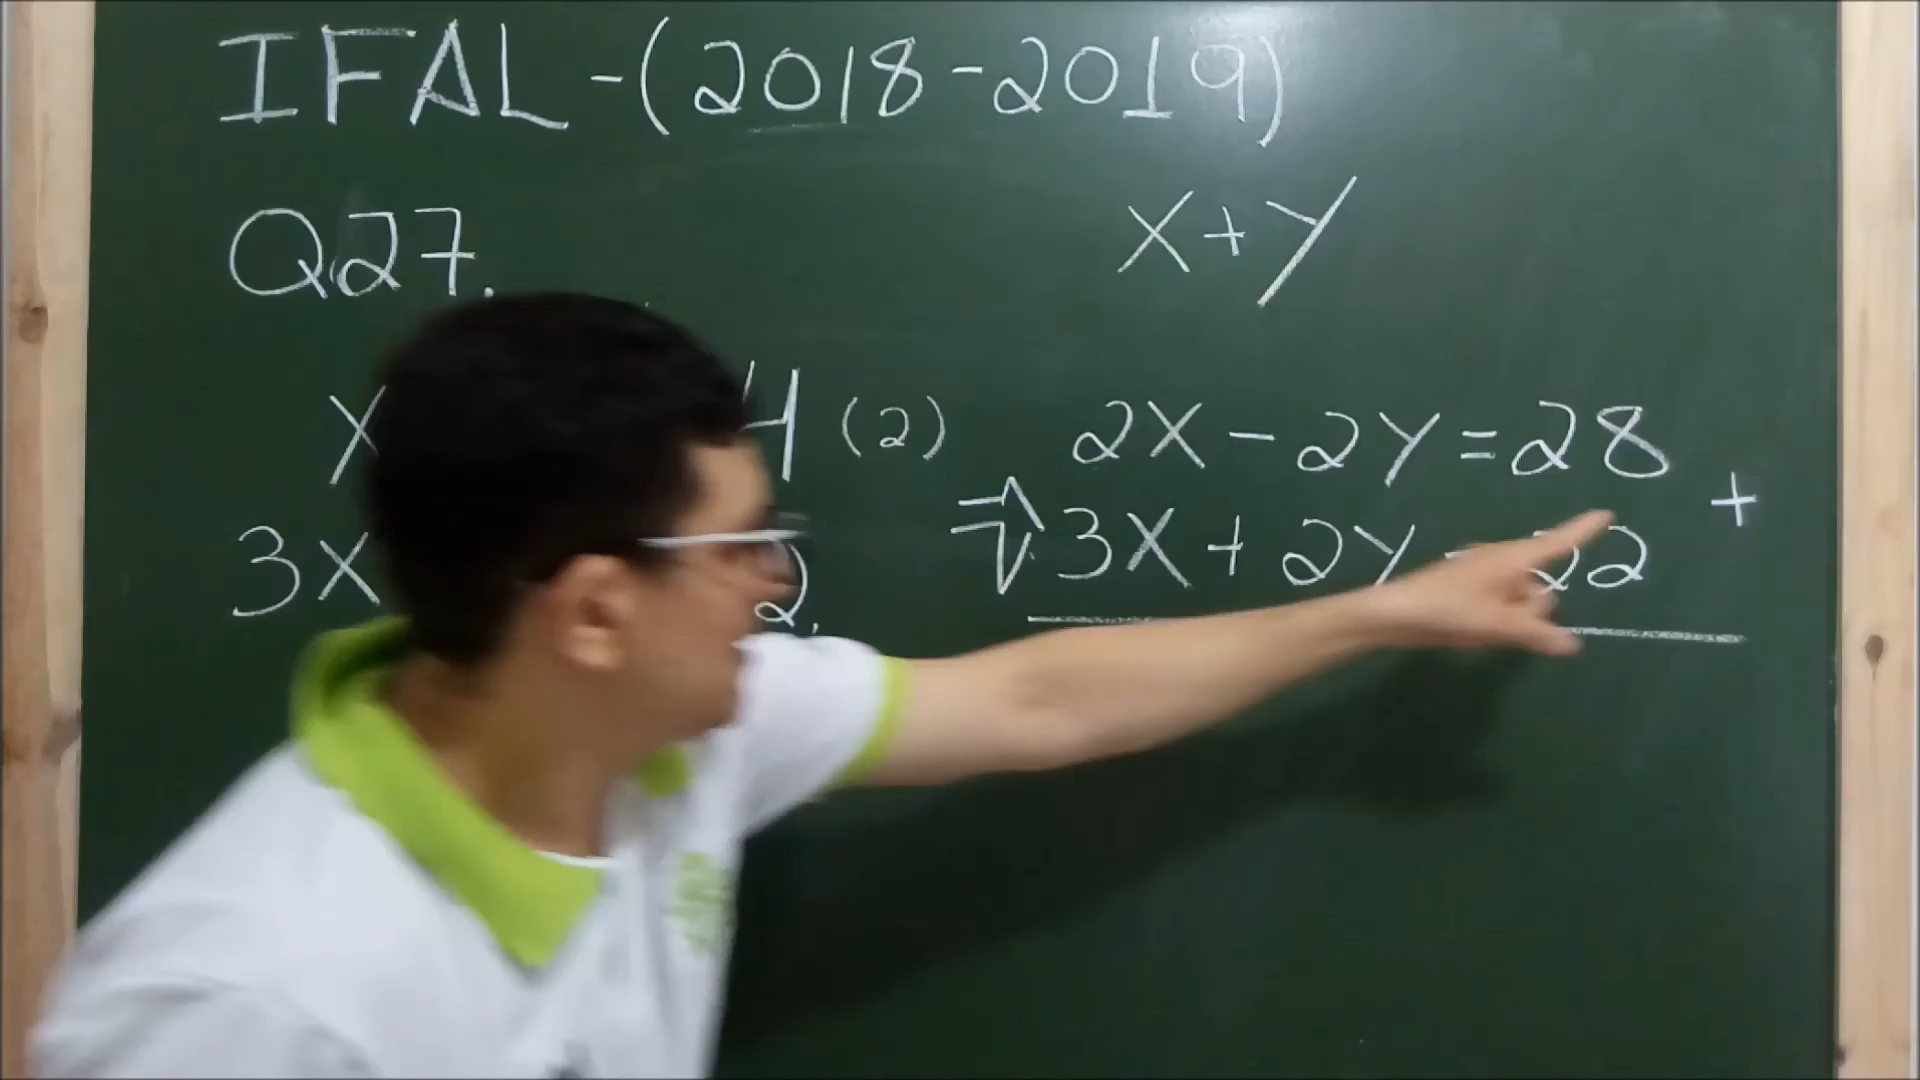 IFAL - (2018-2019)
Q27.
X+Y
X 4 (2)
2X - 2Y = 28
+
3X 2.
⇒ 3X + 2Y = 22